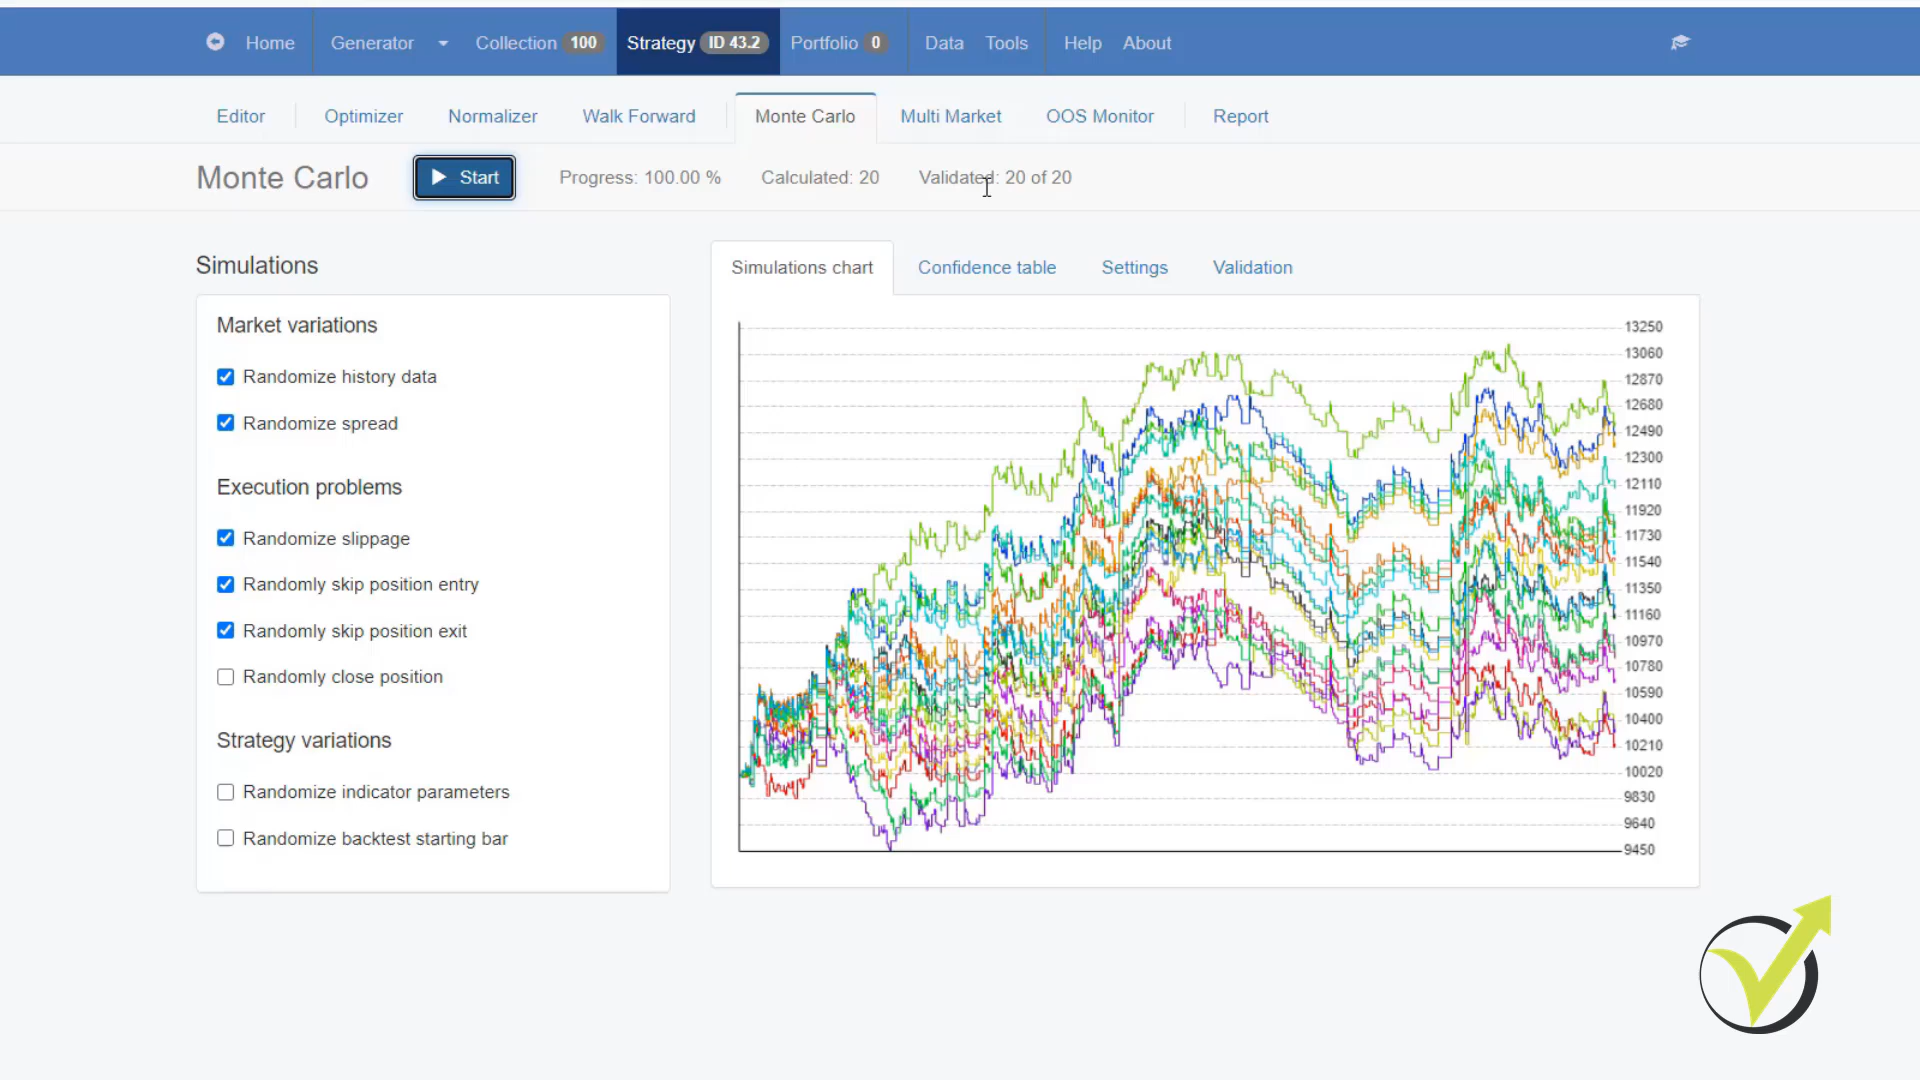 Home Generator Collection 100 Strategy ID 43.2 Portfolio 0 Data Tools Help About
Editor Optimizer Normalizer Walk Forward Monte Carlo Multi Market OOS Monitor Report
Monte Carlo Start Progress: 100.00 % Calculated: 20 Validated: 20 of 20
Simulations
Market variations
Randomize history data
Randomize spread
Execution problems
Randomize slippage
Randomly skip position entry
Randomly skip position exit
Randomly close position
Strategy variations
Randomize indicator parameters
Randomize backtest starting bar
Simulations chart Confidence table Settings Validation
13250
13060
12870
12680
12490
12300
12110
11920
11730
11540
11350
11160
10970
10780
10590
10400
10210
10020
9830
9640
9450